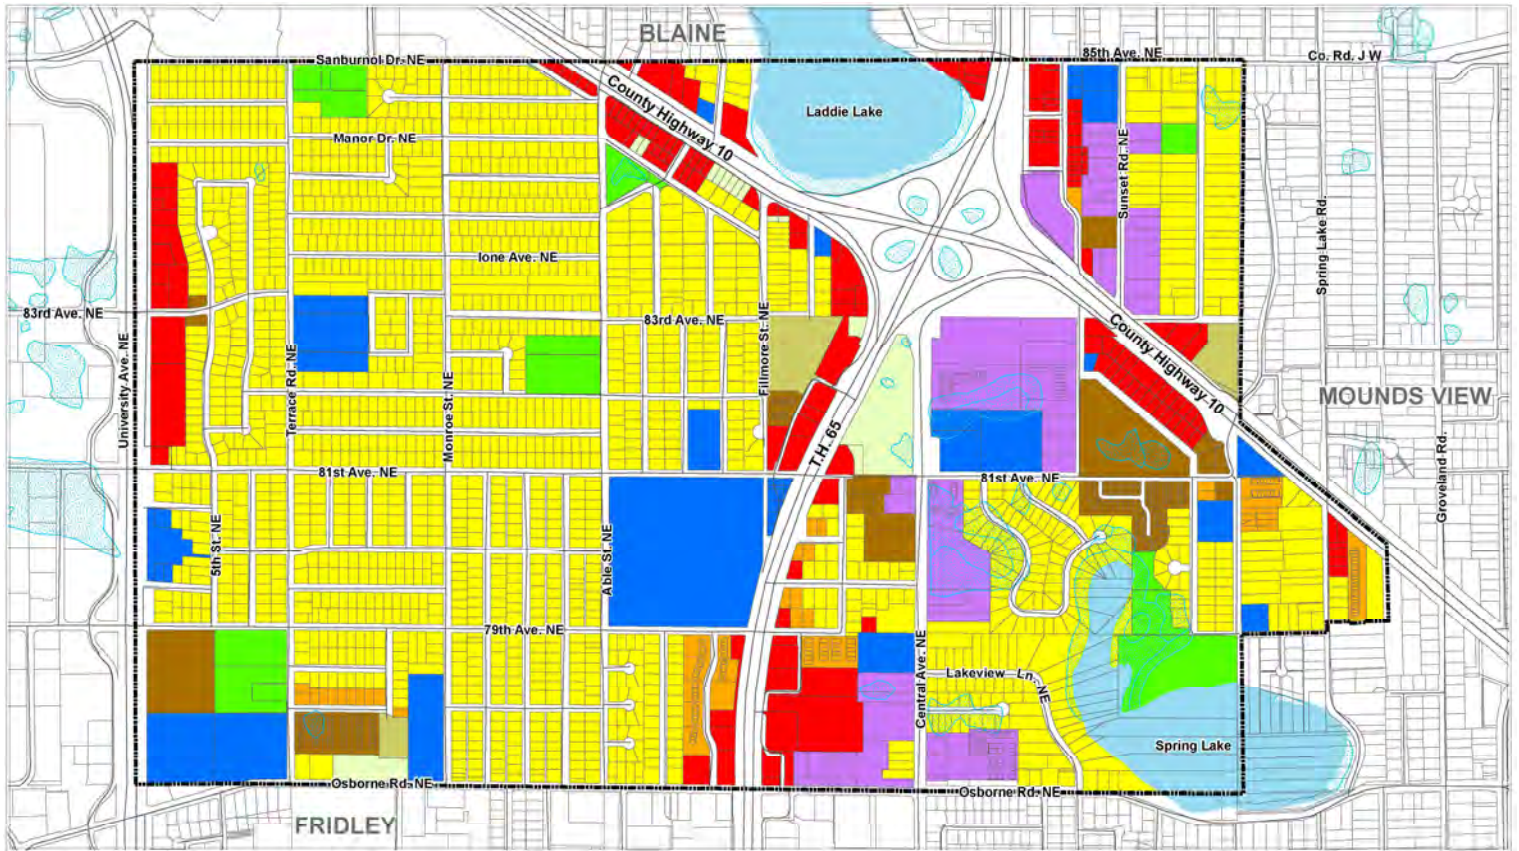 BLAINE
Sanburnol Dr. NE
85th Ave. NE
Co. Rd. J W
County Highway 10
Laddie Lake
Manor Dr. NE
Sunset Rd. NE
Spring Lake Rd.
Ione Ave. NE
83rd Ave. NE
83rd Ave. NE
University Ave. NE
Terrace Rd. NE
Monroe St. NE
Fillmore St. NE
County Highway 10
MOUNDS VIEW
T.H. 65
Groveland Rd.
81st Ave. NE
81st Ave. NE
5th St. NE
Able St. NE
79th Ave. NE
Central Ave. NE
Lakeview Ln. NE
Spring Lake
Osborne Rd. NE
Osborne Rd. NE
FRIDLEY